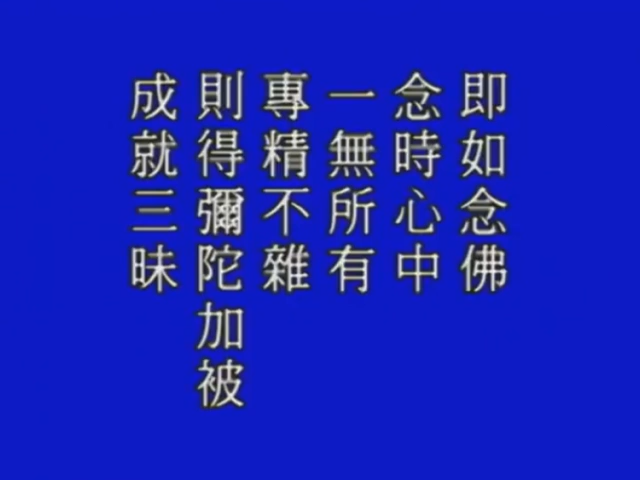 即如念佛
念時心中
一無所有
專精不雜
則得彌陀加被
成就三昧